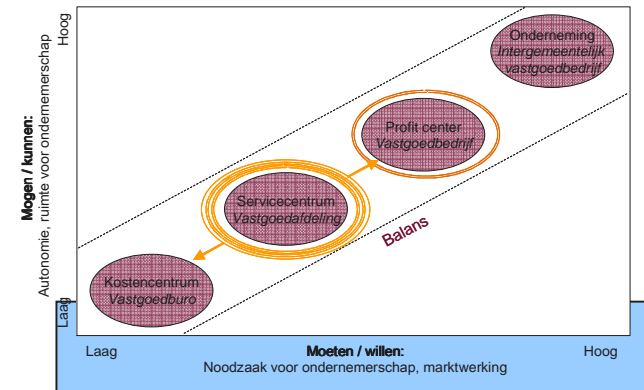 Hoog
Mogen / kunnen:
Autonomie, ruimte voor ondernemerschap
Laag
Onderneming
Intergemeentelijk
vastgoedbedrijf
Profit center
Vastgoedbedrijf
Servicecentrum
Vastgoedafdeling
Balans
Kostencentrum
Vastgoedburo
Laag
Moeten / willen:
Hoog
Noodzaak voor ondernemerschap, marktwerking